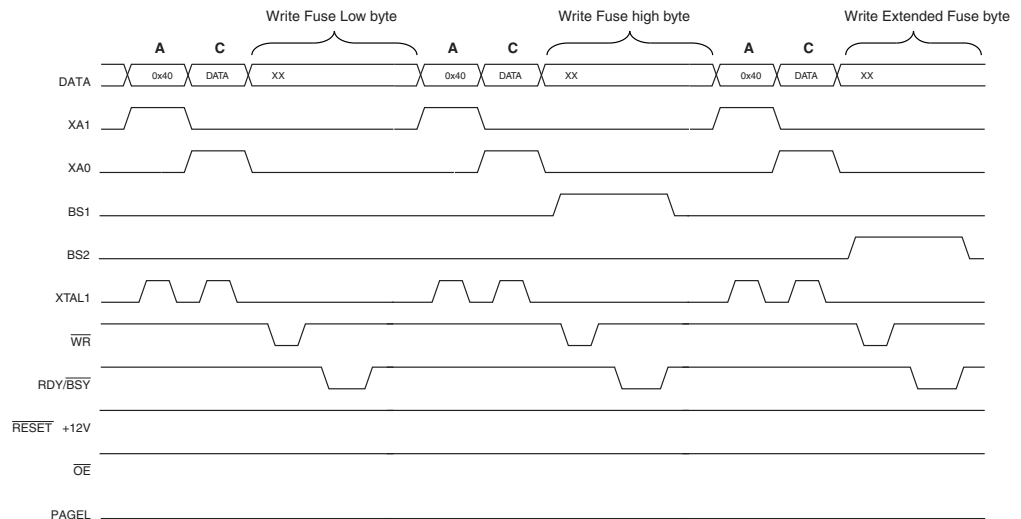 Write Fuse Low byte Write Fuse high byte Write Extended Fuse byte
A C A C A C
DATA 0x40 DATA XX 0x40 DATA XX 0x40 DATA XX
XA1
XA0
BS1
BS2
XTAL1
WR
RDY/BSY
RESET +12V
OE
PAGEL